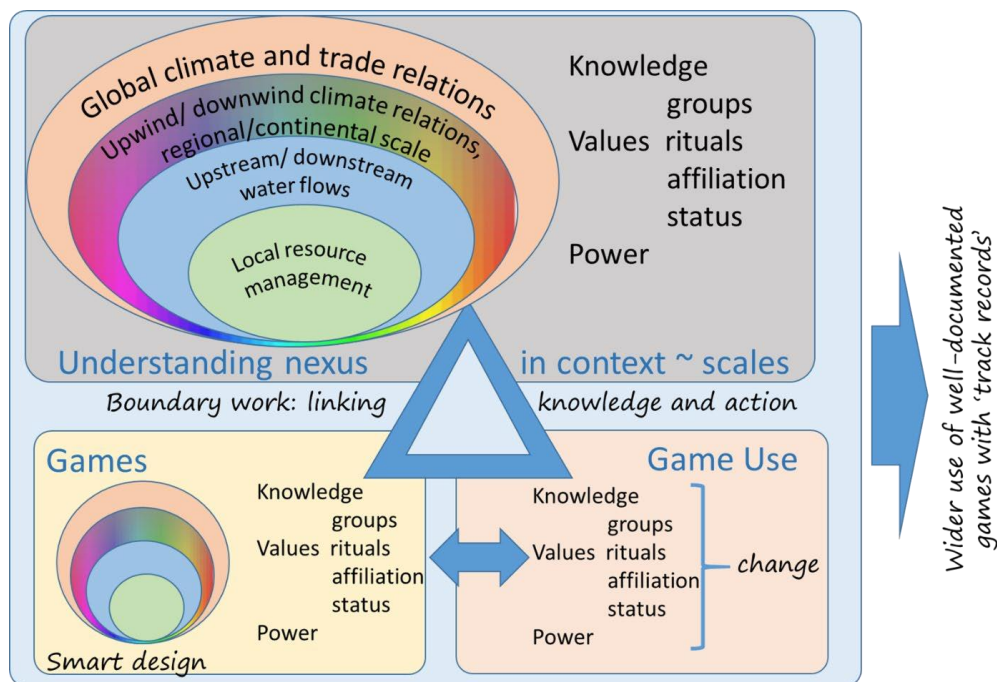 Global climate and trade relations
Upwind/ downwind climate relations,
regional/continental scale
Upstream/ downstream
water flows
Local resource
management
Knowledge
groups
Values rituals
affiliation
status
Power
Understanding nexus in context ~ scales
Boundary work: linking knowledge and action
Games
Knowledge
groups
Values rituals
affiliation
status
Power
Smart design
Game Use
Knowledge
groups
Values rituals
affiliation
status
Power
change
Wider use of well-documented
games with ‘track records’